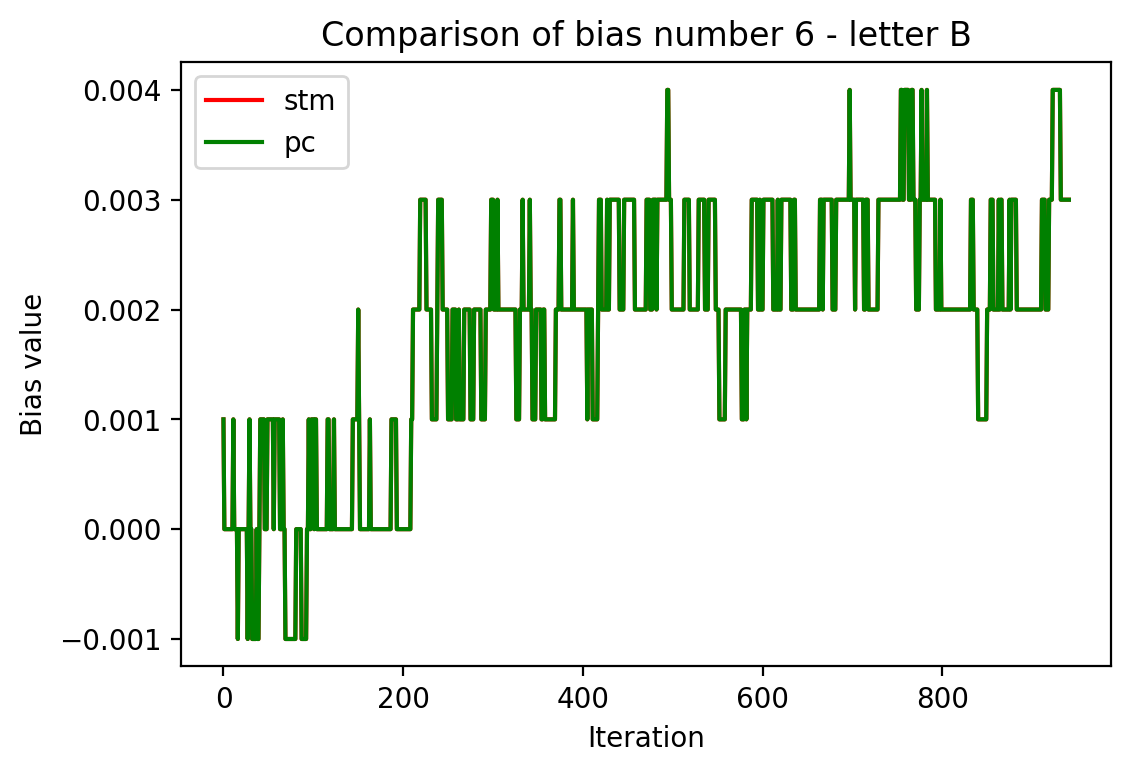 Comparison of bias number 6 - letter B
stm
pc
0.004
0.003
0.002
0.001
0.000
−0.001
Bias value
0
200
400
600
800
Iteration